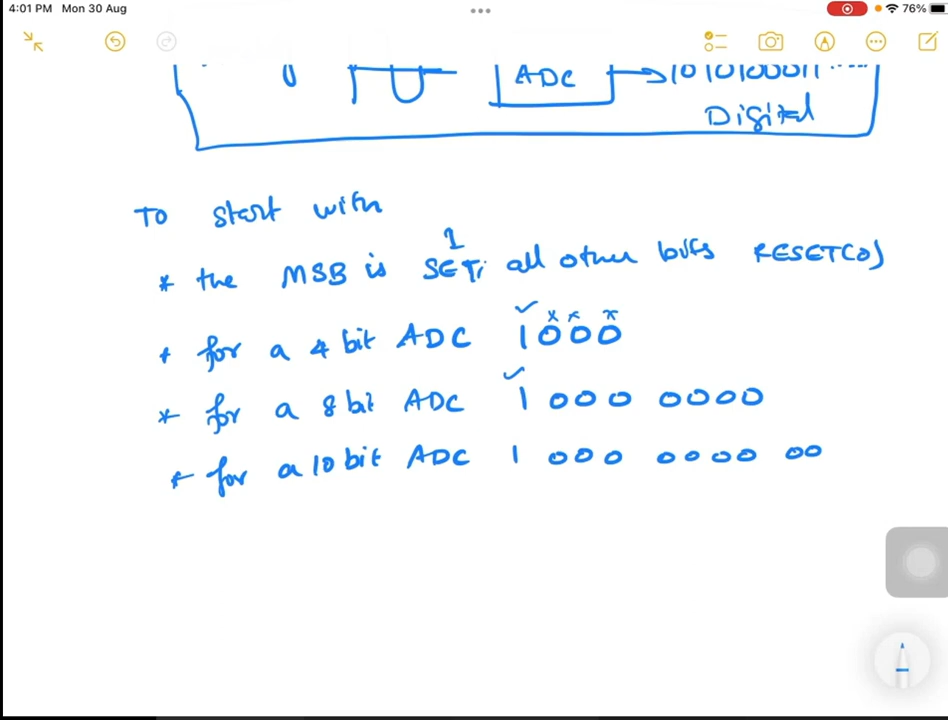 4:01 PM Mon 30 Aug 76%
ADC
Digital
To start with
1
* the MSB is SET, all other bits RESET(0)
* for a 4 bit ADC 1000
* for a 8 bit ADC 1 000 0000
* for a 10 bit ADC 1 000 0000 00